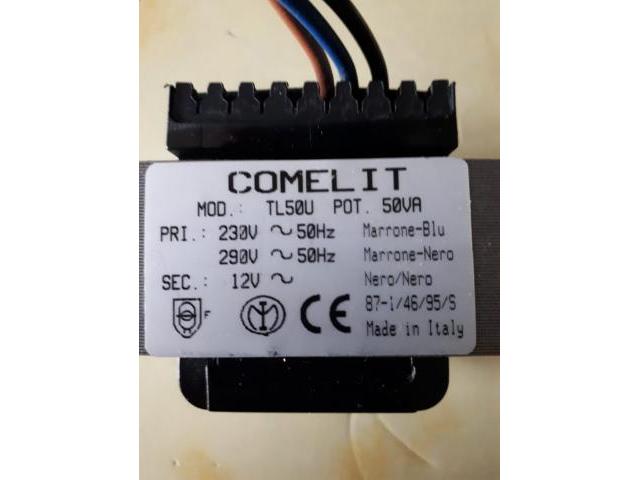 COMELIT
MOD.: TL50U POT. 50VA
PRI.: 230V ~ 50Hz Marrone-Blu
290V ~ 50Hz Marrone-Nero
SEC.: 12V ~ Nero/Nero
87-i/46/95/S
F
CE
Made in Italy